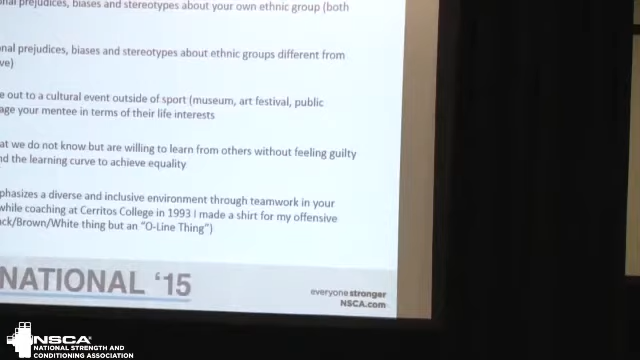 nal prejudices, biases and stereotypes about your own ethnic group (both
nal prejudices, biases and stereotypes about ethnic groups different from
ve)
e out to a cultural event outside of sport (museum, art festival, public
age your mentee in terms of their life interests
at we do not know but are willing to learn from others without feeling guilty
nd the learning curve to achieve equality
phasizes a diverse and inclusive environment through teamwork in your
while coaching at Cerritos College in 1993 I made a shirt for my offensive
ack/Brown/White thing but an “O-Line Thing”)
NATIONAL ‘15
everyonestronger
NSCA.com
NSCA
NATIONAL STRENGTH AND
CONDITIONING ASSOCIATION